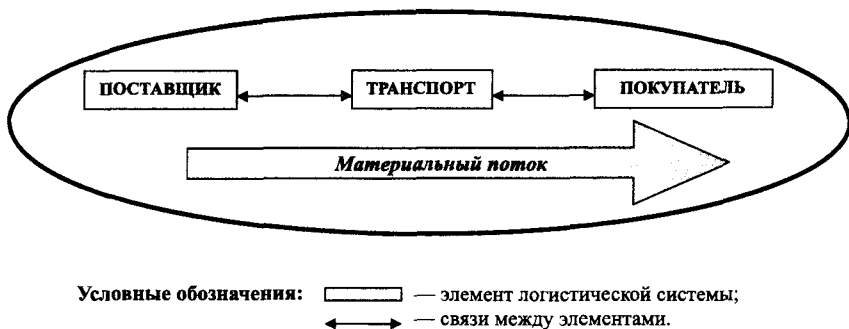 ПОСТАВЩИК ТРАНСПОРТ ПОКУПАТЕЛЬ
Материальный поток
Условные обозначения: — элемент логистической системы;
— связи между элементами.